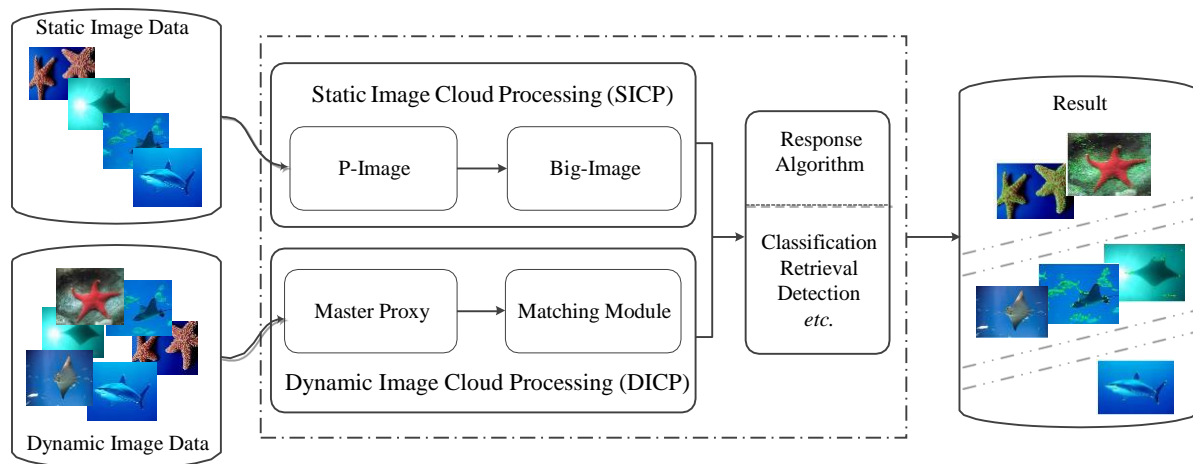 Static Image Data
Static Image Cloud Processing (SICP)
P-Image
Big-Image
Dynamic Image Data
Master Proxy
Matching Module
Dynamic Image Cloud Processing (DICP)
Response
Algorithm
Classification
Retrieval
Detection
etc.
Result